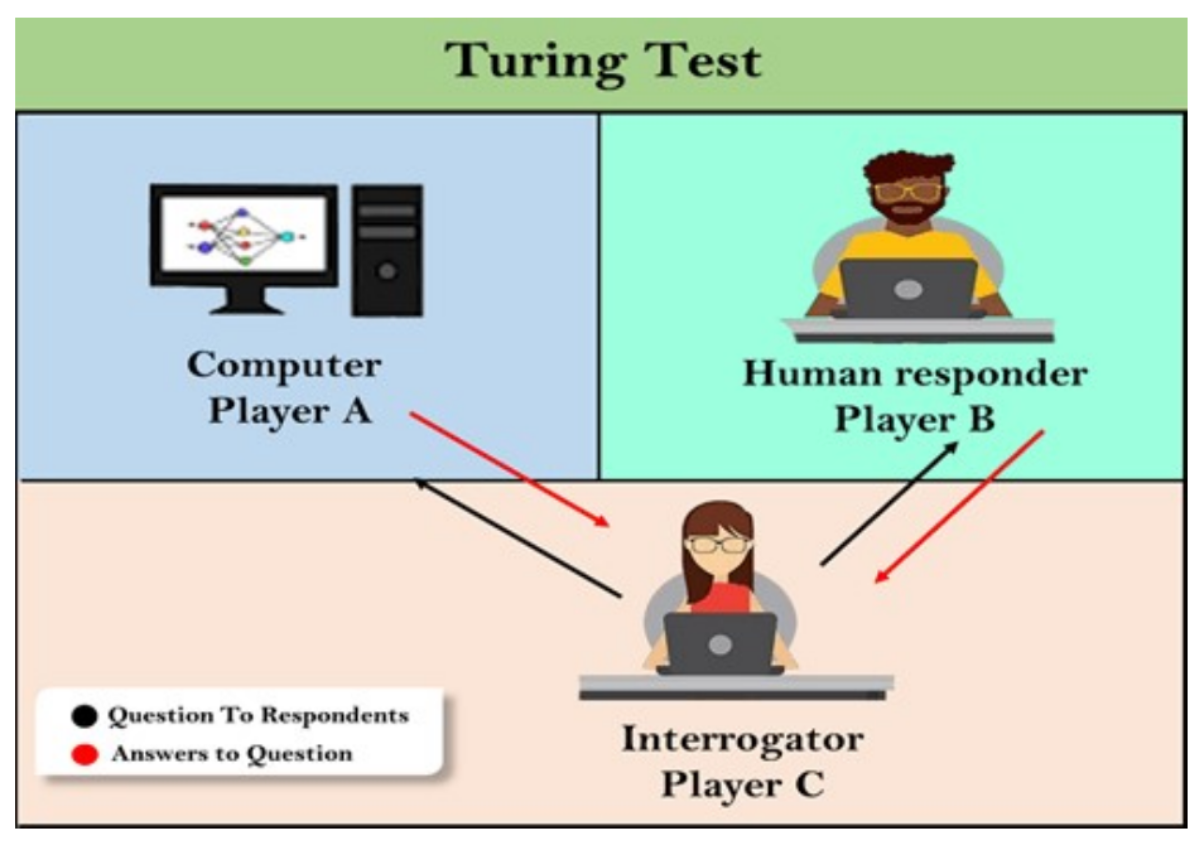 Turing Test
Computer
Player A
Human responder
Player B
Interrogator
Player C
Question To Respondents
Answers to Question